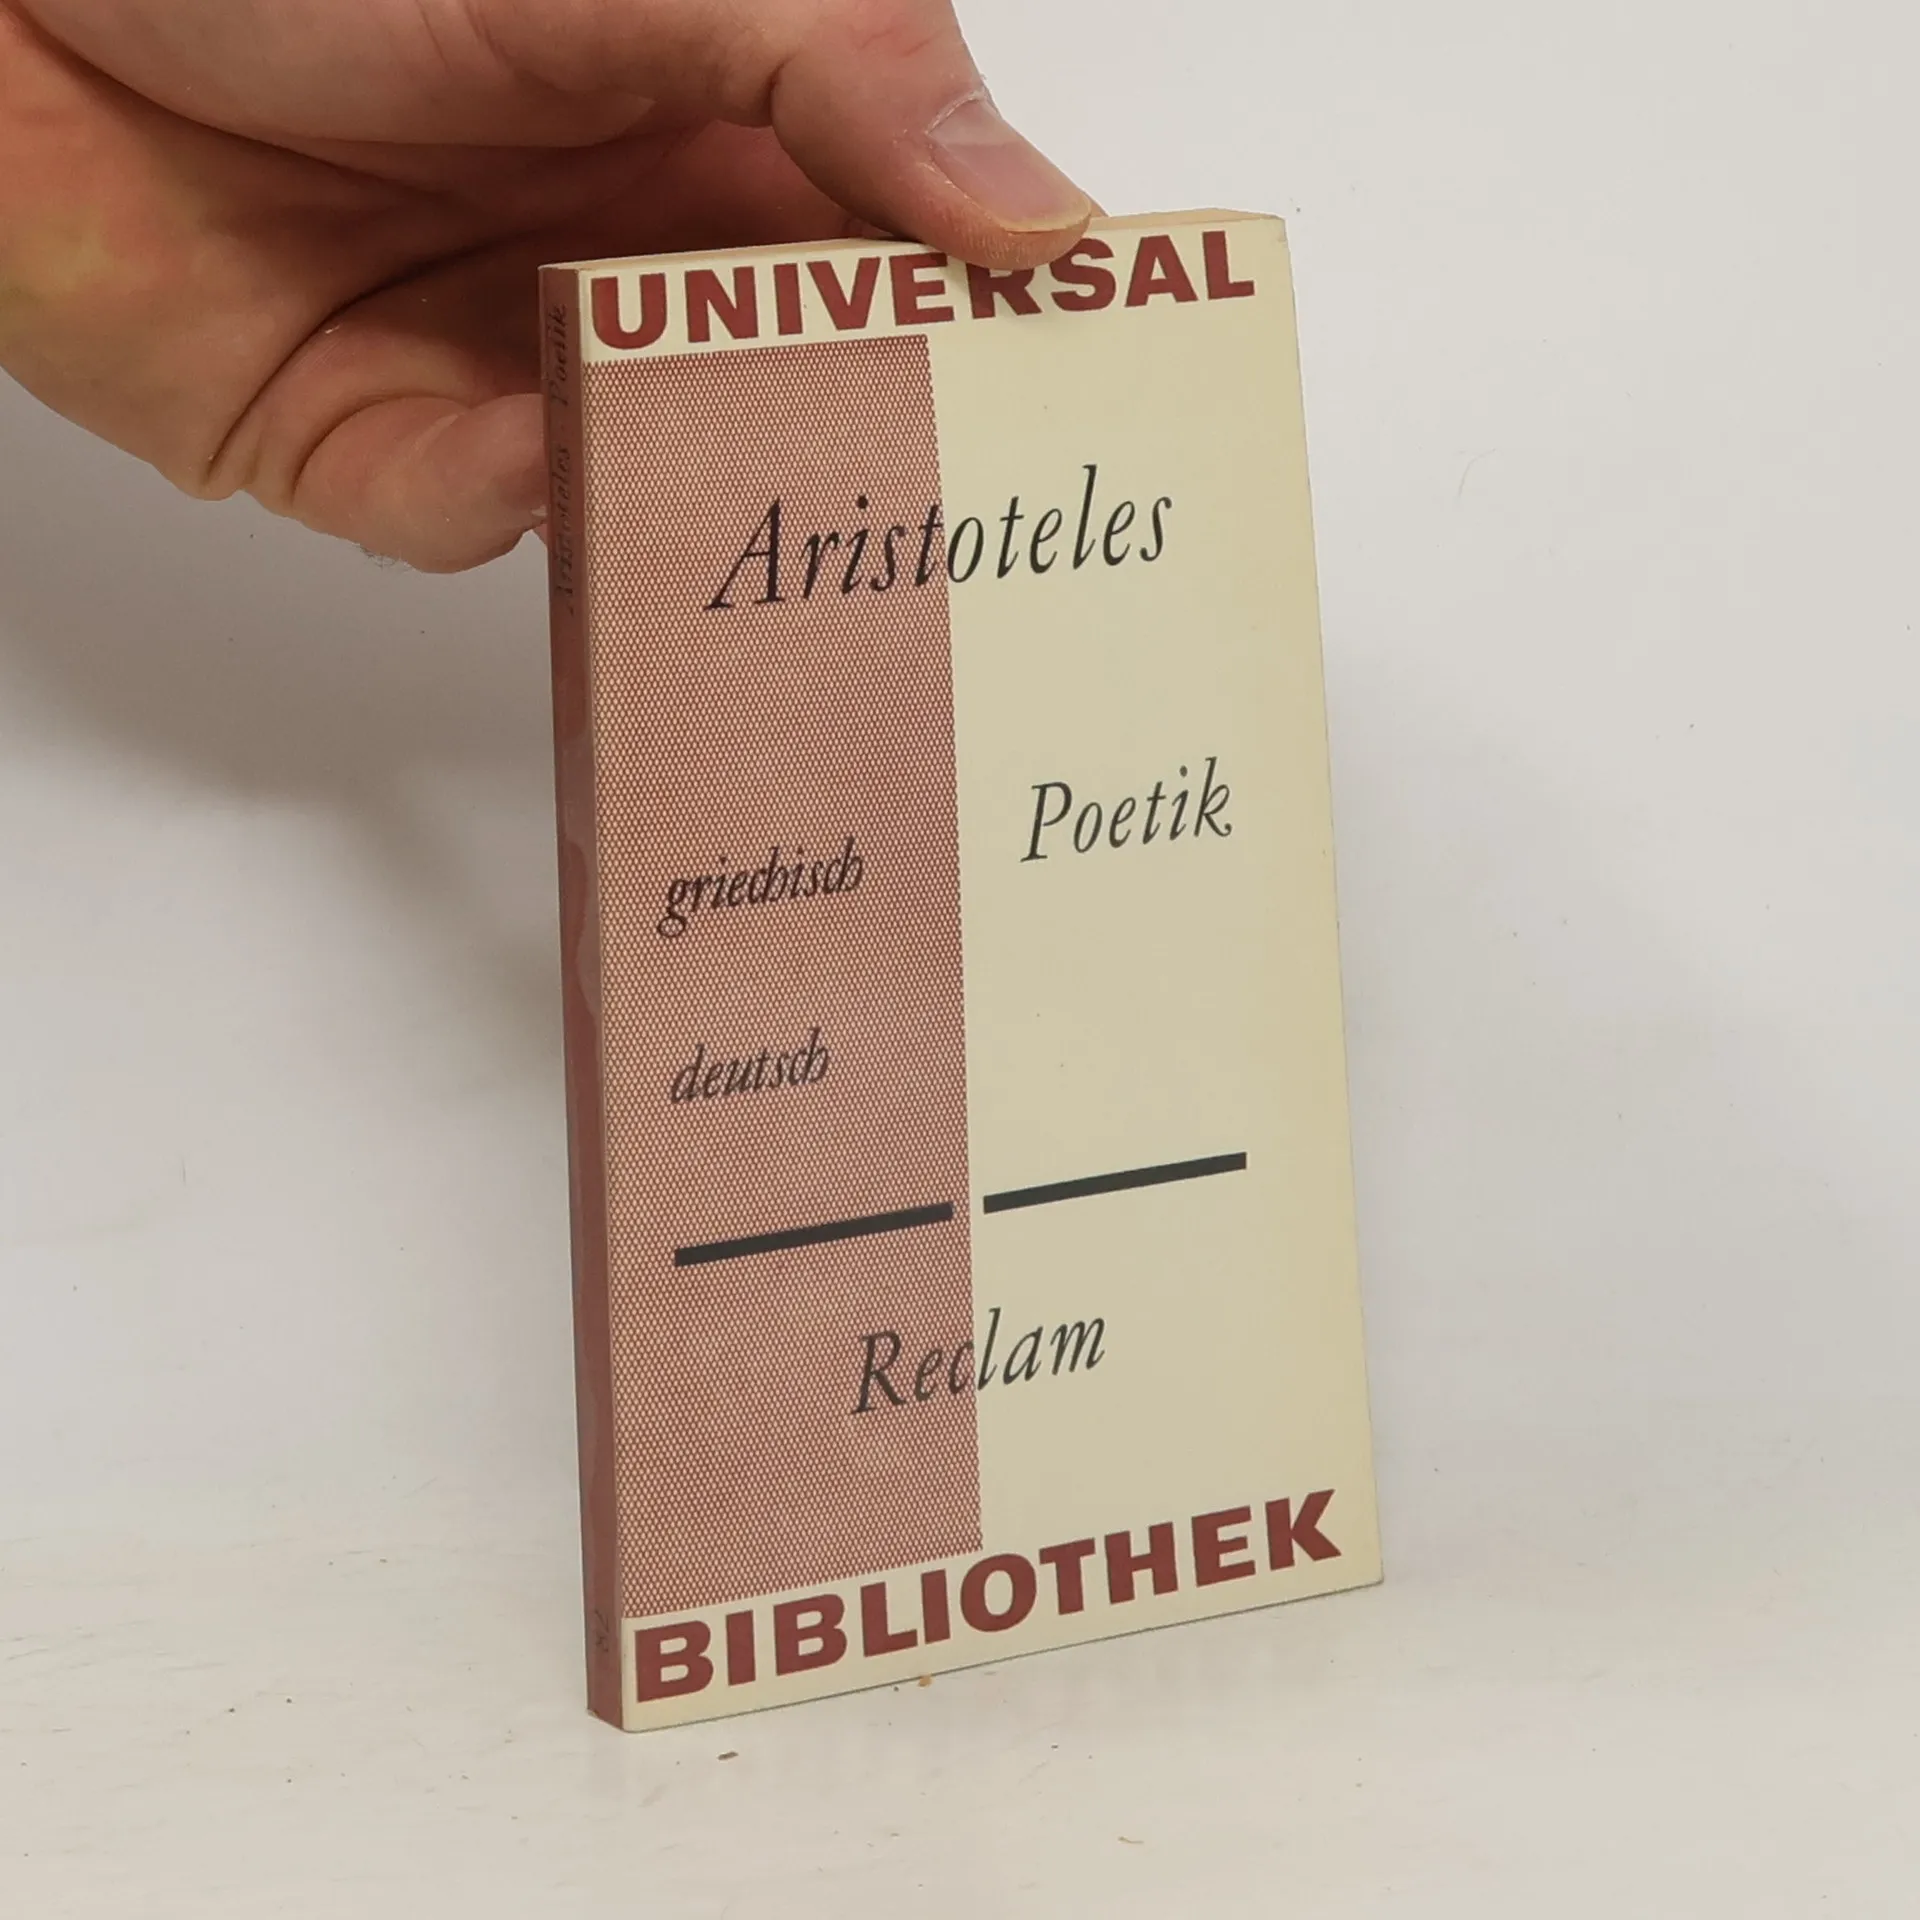 UNIVERSAL
Aristoteles
Poetik
griechisch
deutsch
Reclam
BIBLIOTHEK
Aristoteles · Poetik